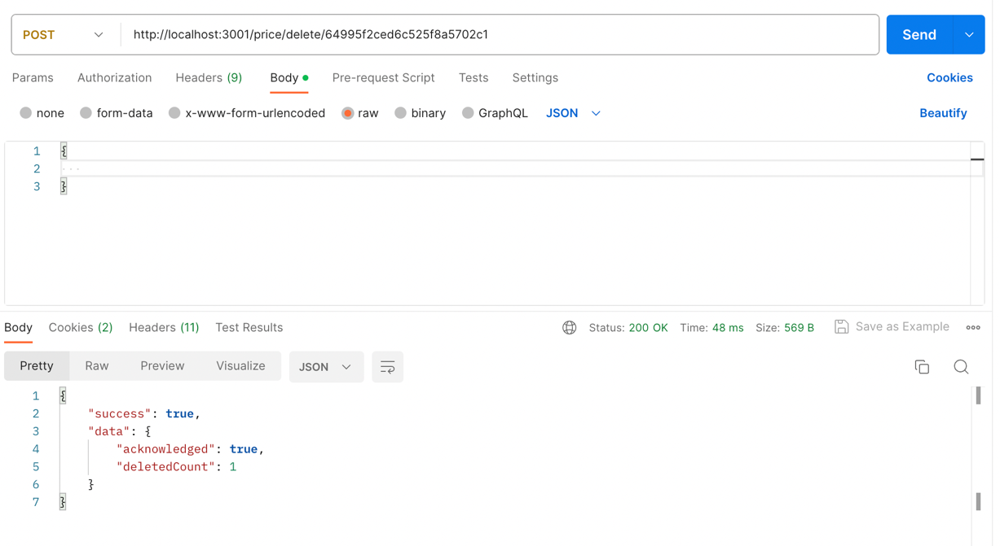 POST http://localhost:3001/price/delete/64995f2ced6c525f8a5702c1 Send
Params Authorization Headers (9) Body Pre-request Script Tests Settings Cookies
none form-data x-www-form-urlencoded raw binary GraphQL JSON Beautify
1 {
2
3 }
Body Cookies (2) Headers (11) Test Results Status: 200 OK Time: 48 ms Size: 569 B Save as Example
Pretty Raw Preview Visualize JSON
1 {
2 "success": true,
3 "data": {
4 "acknowledged": true,
5 "deletedCount": 1
6 }
7 }